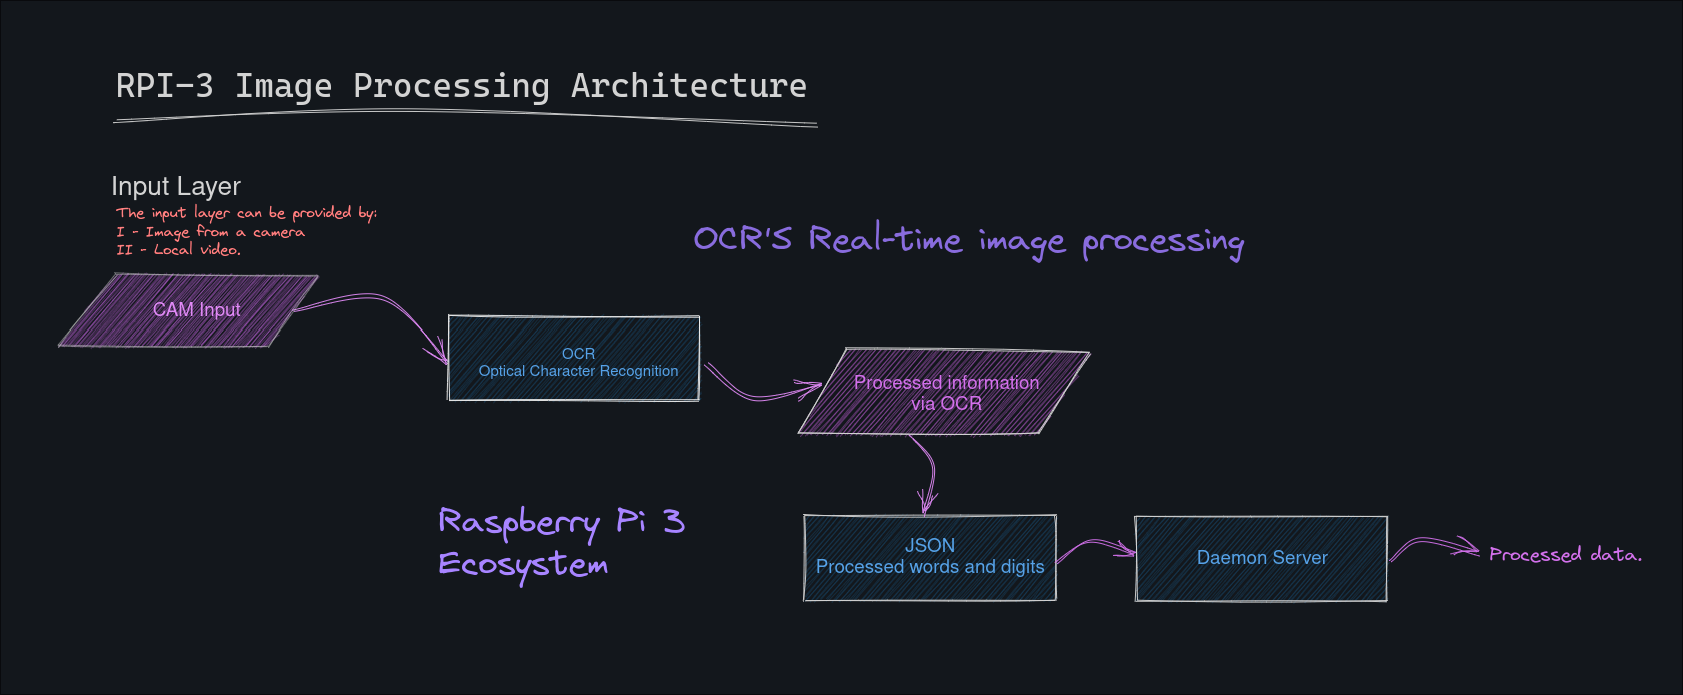 RPI-3 Image Processing Architecture
Input Layer
The input layer can be provided by:
I - Image from a camera
II - Local video.
OCR'S Real-time image processing
CAM Input
OCR
Optical Character Recognition
Processed information
via OCR
Raspberry Pi 3
Ecosystem
JSON
Processed words and digits
Daemon Server
Processed data.